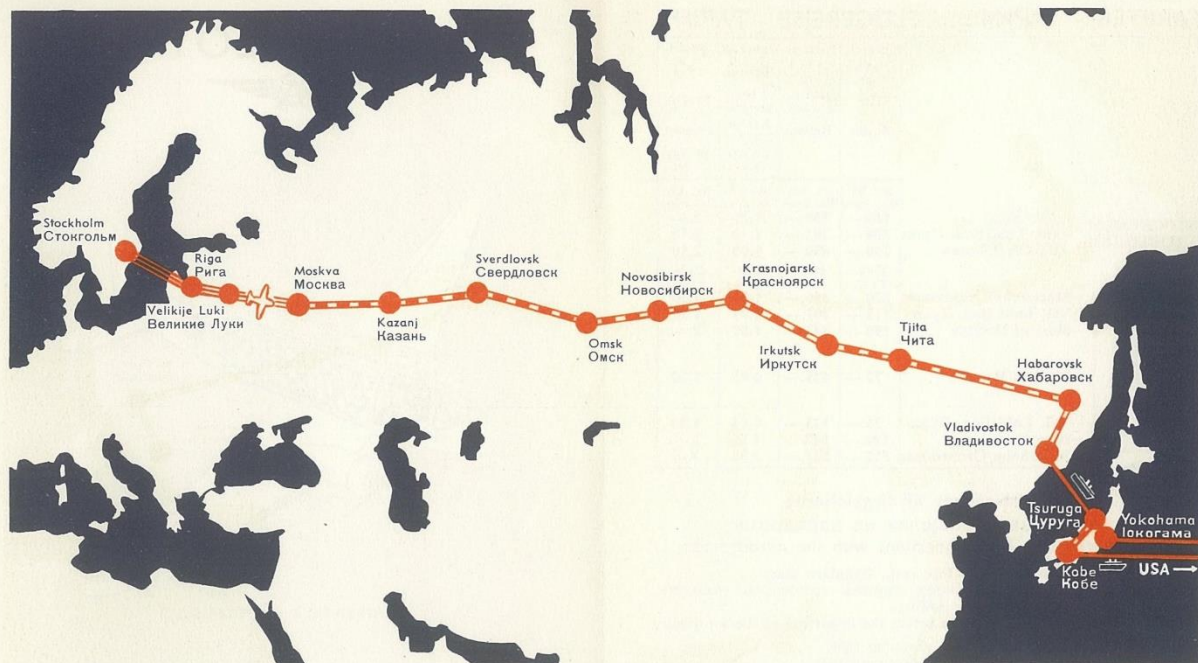 Stockholm
Стокгольм
Riga
Рига
Velikije Luki
Великие Луки
Moskva
Москва
Kazanj
Казань
Sverdlovsk
Свердловск
Omsk
Омск
Novosibirsk
Новосибирск
Krasnojarsk
Красноярск
Irkutsk
Иркутск
Tjita
Чита
Habarovsk
Хабаровск
Vladivostok
Владивосток
Tsuruga
Цуруга
Yokohama
Іокогама
Kobe
Кобе
USA →